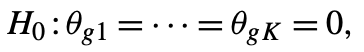 H₀ : θ_{g1} = ⋯ = θ_{gK} = 0,